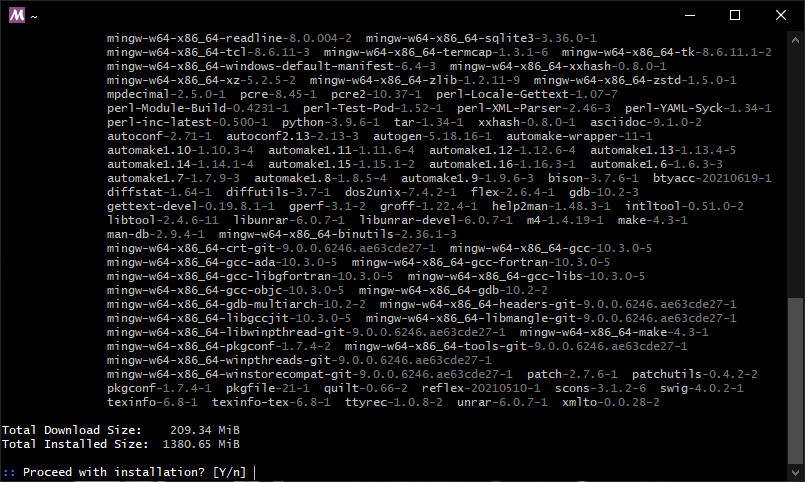 ~
mingw-w64-x86_64-readline-8.0.004-2 mingw-w64-x86_64-sqlite3-3.36.0-1
mingw-w64-x86_64-tcl-8.6.11-3 mingw-w64-x86_64-termcap-1.3.1-6 mingw-w64-x86_64-tk-8.6.11.1-2
mingw-w64-x86_64-windows-default-manifest-6.4-3 mingw-w64-x86_64-xxhash-0.8.0-1
mingw-w64-x86_64-xz-5.2.5-2 mingw-w64-x86_64-zlib-1.2.11-9 mingw-w64-x86_64-zstd-1.5.0-1
mpdecimal-2.5.0-1 pcre-8.45-1 pcre2-10.37-1 perl-Locale-Gettext-1.07-7
perl-Module-Build-0.4231-1 perl-Test-Pod-1.52-1 perl-XML-Parser-2.46-3 perl-YAML-Syck-1.34-1
perl-inc-latest-0.500-1 python-3.9.6-1 tar-1.34-1 xxhash-0.8.0-1 asciidoc-9.1.0-2
autoconf-2.71-1 autoconf2.13-2.13-3 autogen-5.18.16-1 automake-wrapper-11-1
automake1.10-1.10.3-4 automake1.11-1.11.6-4 automake1.12-1.12.6-4 automake1.13-1.13.4-5
automake1.14-1.14.1-4 automake1.15-1.15.1-2 automake1.16-1.16.3-1 automake1.6-1.6.3-3
automake1.7-1.7.9-3 automake1.8-1.8.5-4 automake1.9-1.9.6-3 bison-3.7.6-1 btyacc-20210619-1
diffstat-1.64-1 diffutils-3.7-1 dos2unix-7.4.2-1 flex-2.6.4-1 gdb-10.2-3
gettext-devel-0.19.8.1-1 gperf-3.1-2 groff-1.22.4-1 help2man-1.48.3-1 intltool-0.51.0-2
libtool-2.4.6-11 libunrar-6.0.7-1 libunrar-devel-6.0.7-1 m4-1.4.19-1 make-4.3-1
man-db-2.9.4-1 mingw-w64-x86_64-binutils-2.36.1-3
mingw-w64-x86_64-crt-git-9.0.0.6246.ae63cde27-1 mingw-w64-x86_64-gcc-10.3.0-5
mingw-w64-x86_64-gcc-ada-10.3.0-5 mingw-w64-x86_64-gcc-fortran-10.3.0-5
mingw-w64-x86_64-gcc-libgfortran-10.3.0-5 mingw-w64-x86_64-gcc-libs-10.3.0-5
mingw-w64-x86_64-gcc-objc-10.3.0-5 mingw-w64-x86_64-gdb-10.2-2
mingw-w64-x86_64-gdb-multiarch-10.2-2 mingw-w64-x86_64-headers-git-9.0.0.6246.ae63cde27-1
mingw-w64-x86_64-libgccjit-10.3.0-5 mingw-w64-x86_64-libmangle-git-9.0.0.6246.ae63cde27-1
mingw-w64-x86_64-libwinpthread-git-9.0.0.6246.ae63cde27-1 mingw-w64-x86_64-make-4.3-1
mingw-w64-x86_64-pkgconf-1.7.4-2 mingw-w64-x86_64-tools-git-9.0.0.6246.ae63cde27-1
mingw-w64-x86_64-winpthreads-git-9.0.0.6246.ae63cde27-1
mingw-w64-x86_64-winstorecompat-git-9.0.0.6246.ae63cde27-1 patch-2.7.6-1 patchutils-0.4.2-2
pkgconf-1.7.4-1 pkgfile-21-1 quilt-0.66-2 reflex-20210510-1 scons-3.1.2-6 swig-4.0.2-1
texinfo-6.8-1 texinfo-tex-6.8-1 ttyrec-1.0.8-2 unrar-6.0.7-1 xmlto-0.0.28-2
Total Download Size: 209.34 MiB
Total Installed Size: 1380.65 MiB
:: Proceed with installation? [Y/n]